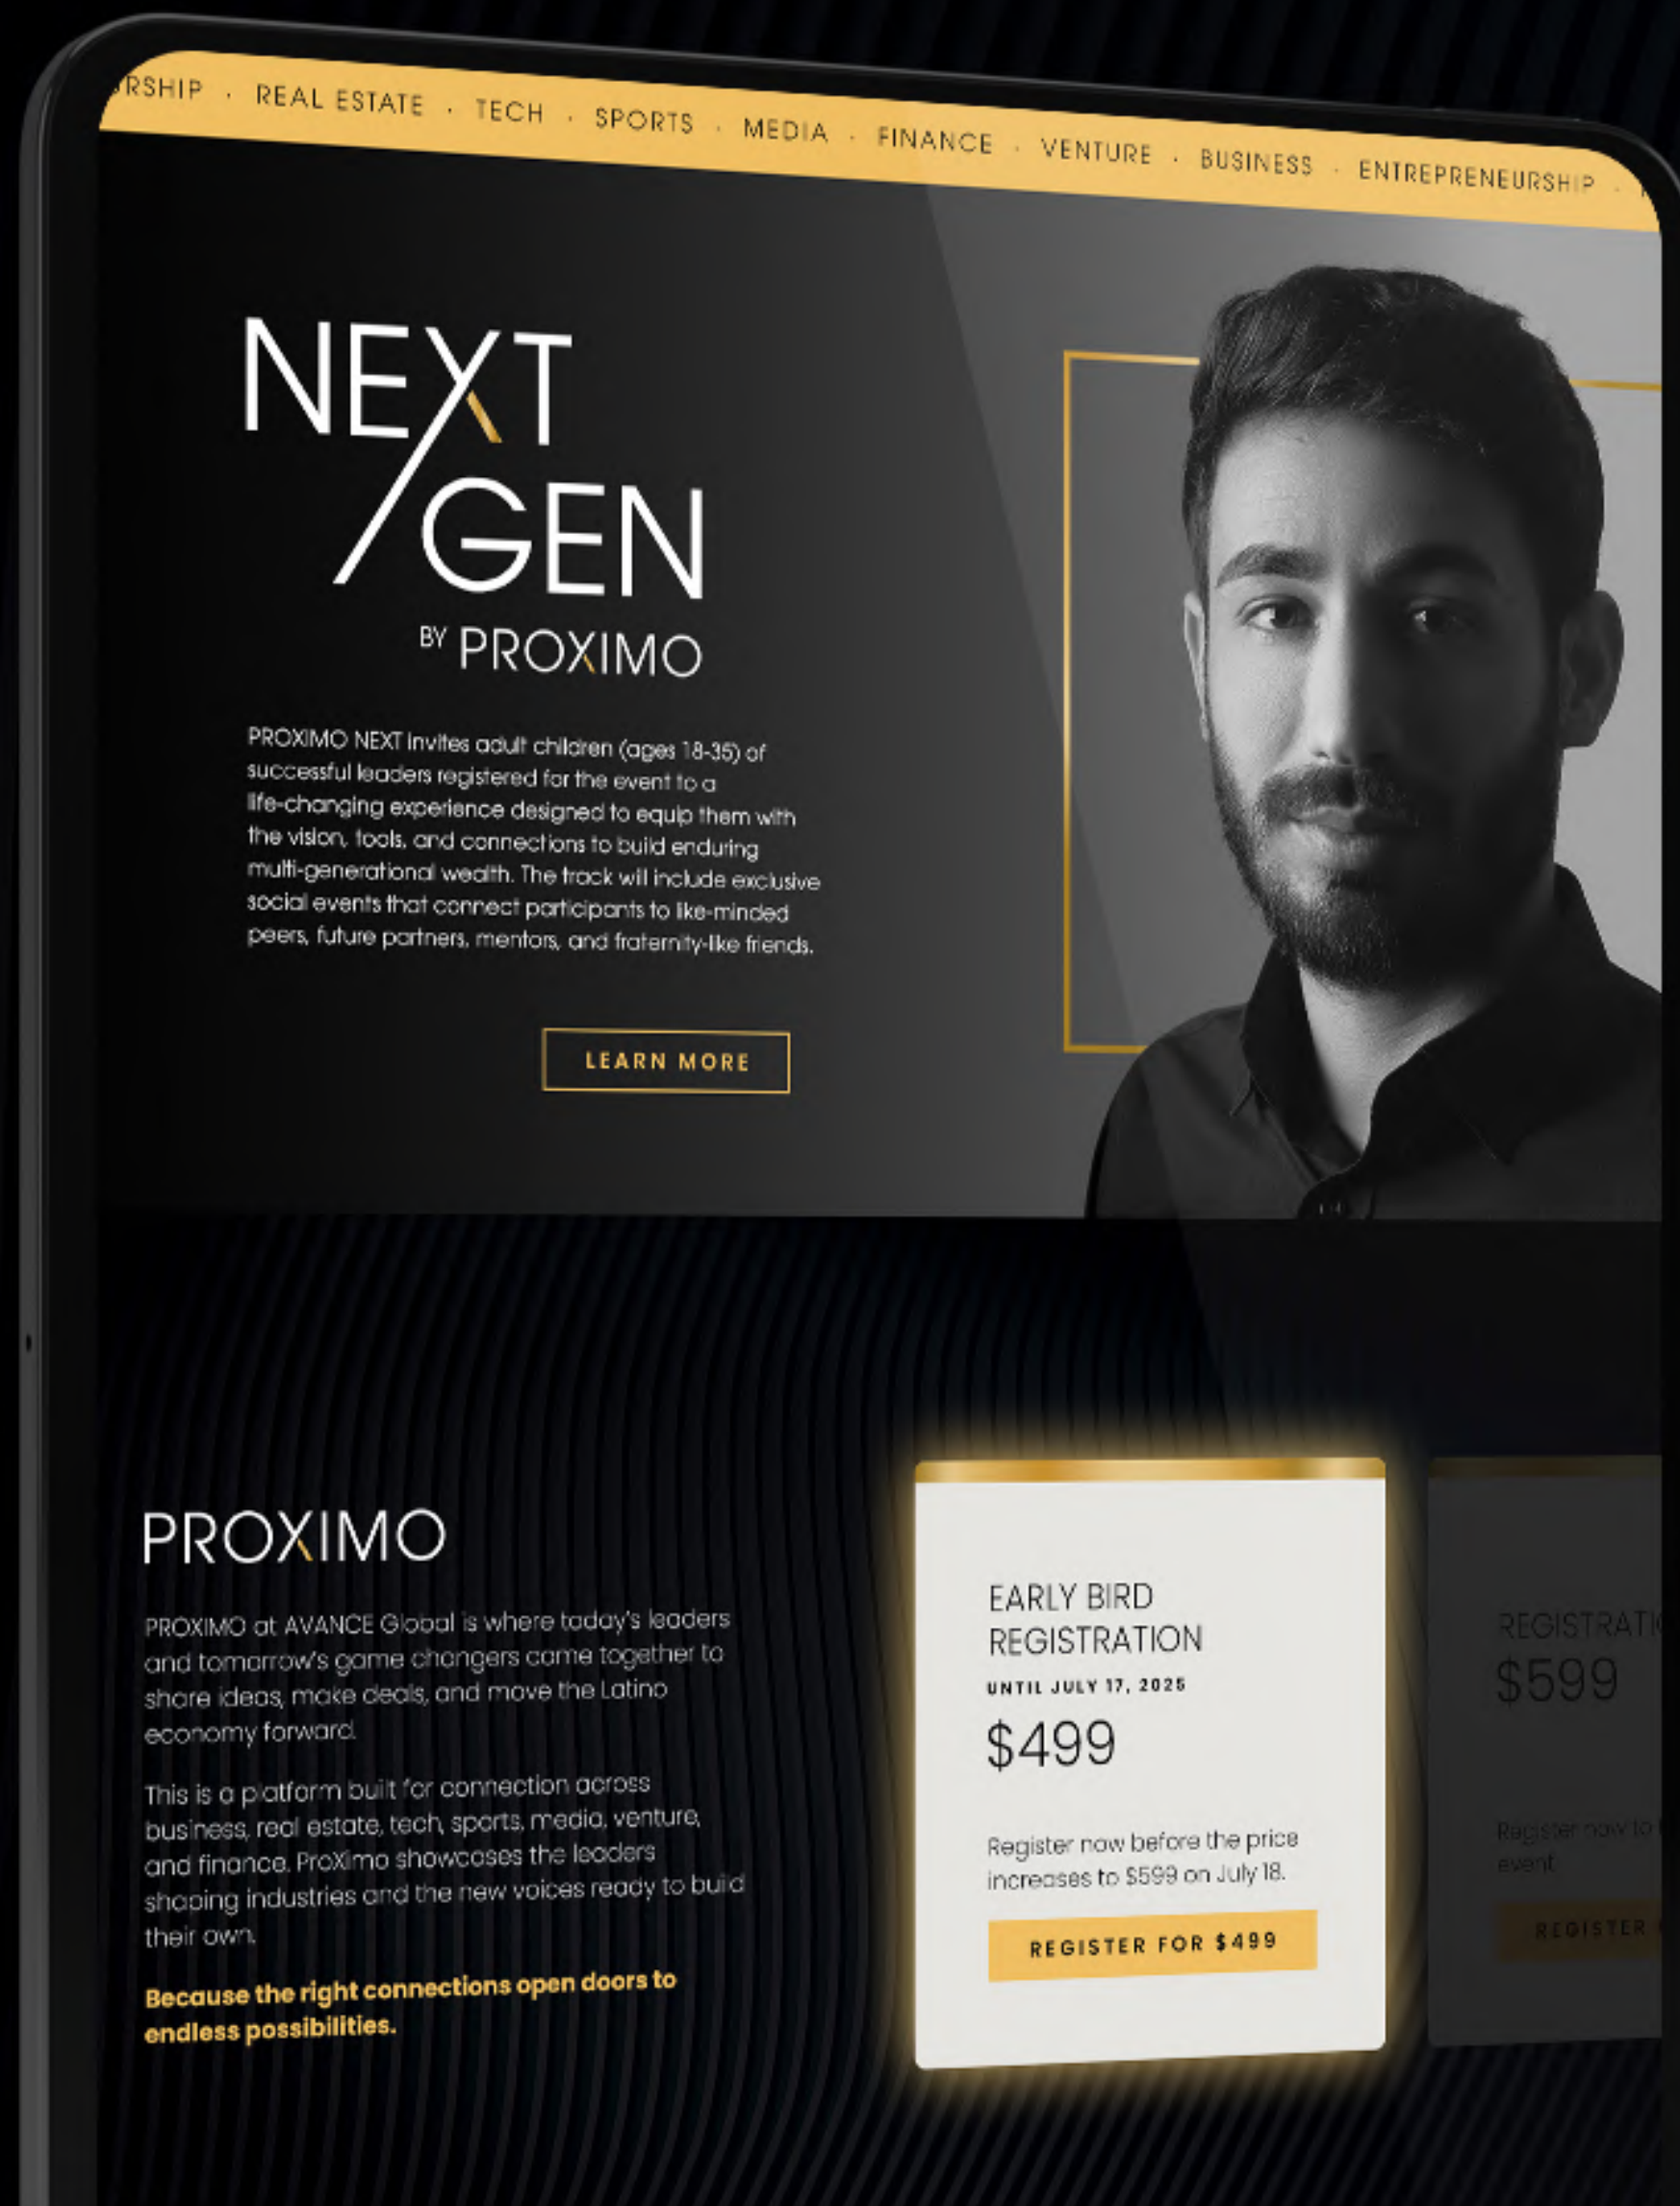 RSHIP · REAL ESTATE · TECH · SPORTS · MEDIA · FINANCE · VENTURE · BUSINESS · ENTREPRENEURSHIP ·
NEXT
GEN
BY PROXIMO
PROXIMO NEXT invites adult children (ages 18-35) of
successful leaders registered for the event to a
life-changing experience designed to equip them with
the vision, tools, and connections to build enduring
multi-generational wealth. The track will include exclusive
social events that connect participants to like-minded
peers, future partners, mentors, and fraternity-like friends.
LEARN MORE
PROXIMO
PROXIMO at AVANCE Global is where today's leaders
and tomorrow's game changers come together to
share ideas, make deals, and move the Latino
economy forward.
This is a platform built for connection across
business, real estate, tech, sports, media, venture,
and finance. ProXimo showcases the leaders
shaping industries and the new voices ready to build
their own.
Because the right connections open doors to
endless possibilities.
EARLY BIRD
REGISTRATION
UNTIL JULY 17, 2025
$499
Register now before the price
increases to $599 on July 18.
REGISTER FOR $499
REGISTRATI
$599
Register now to
event.
REGISTER